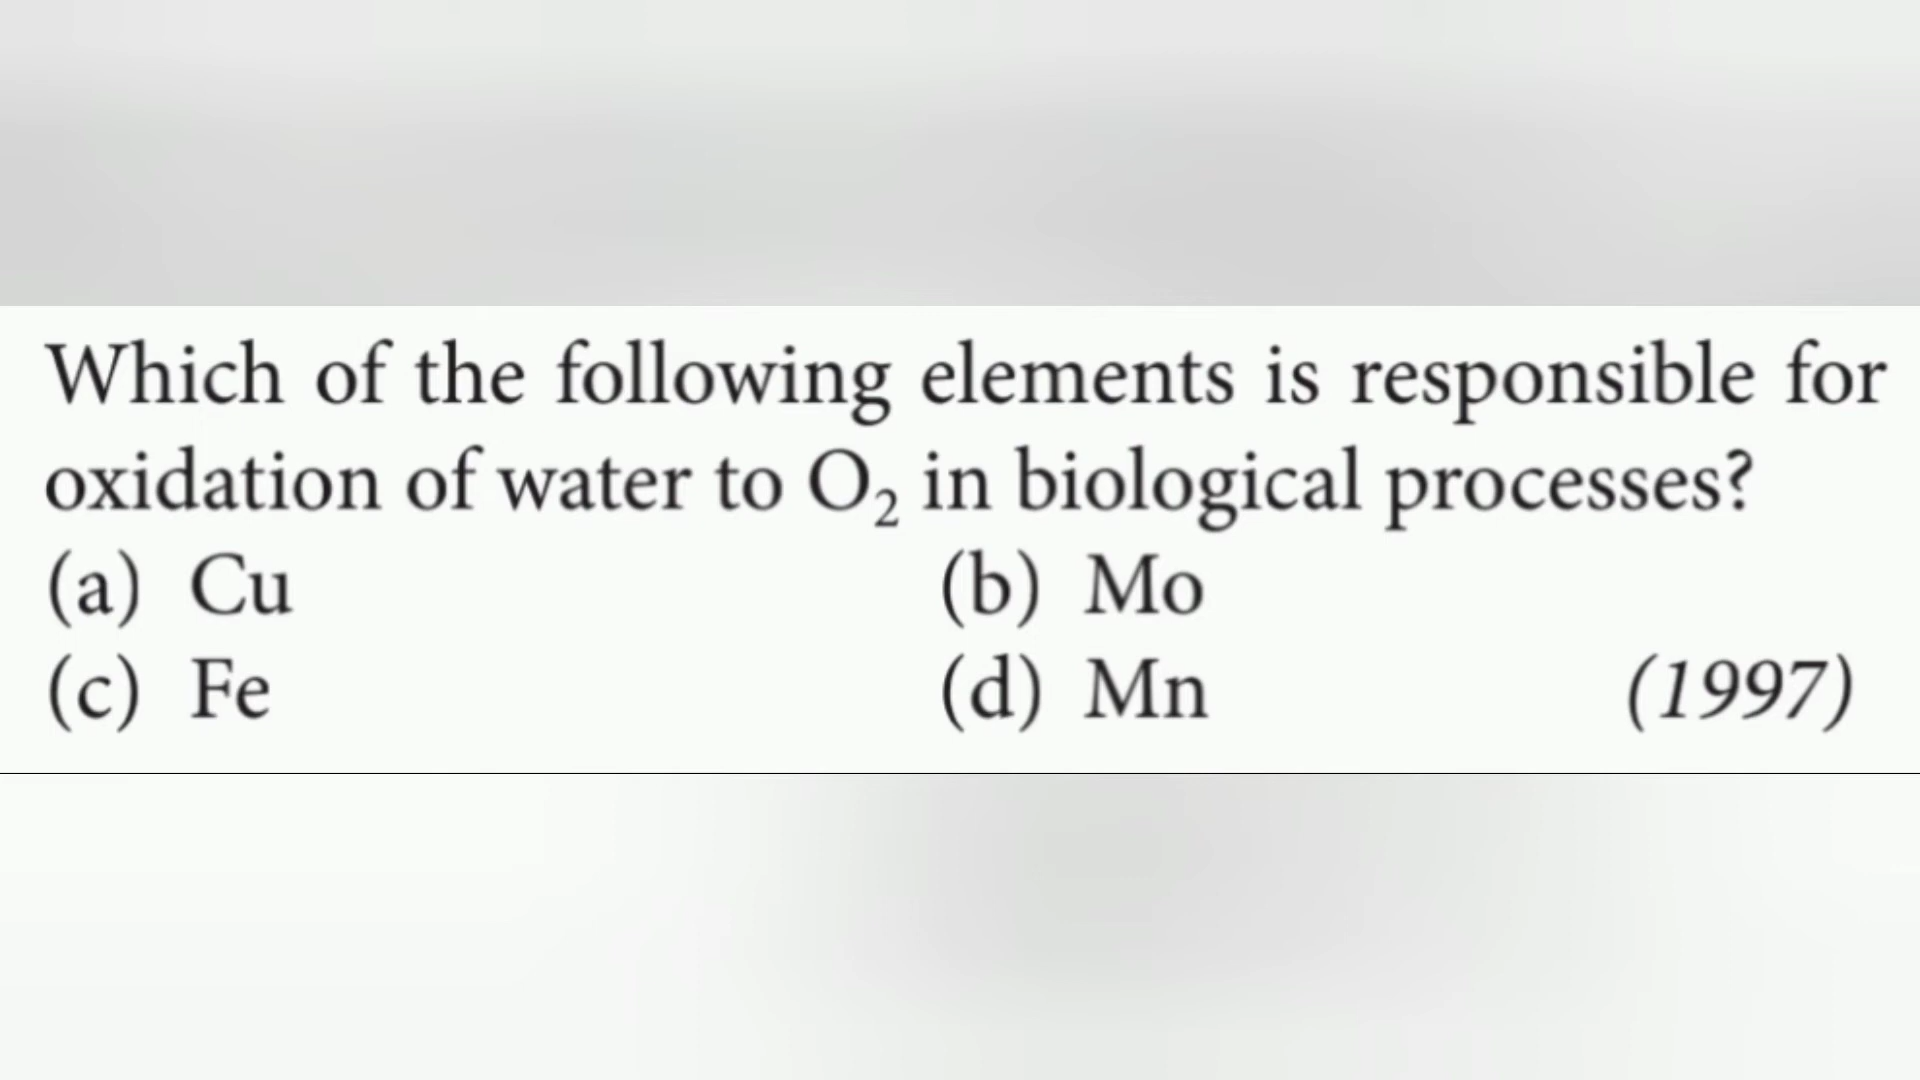 Which of the following elements is responsible for
oxidation of water to O₂ in biological processes?
(a) Cu (b) Mo
(c) Fe (d) Mn (1997)